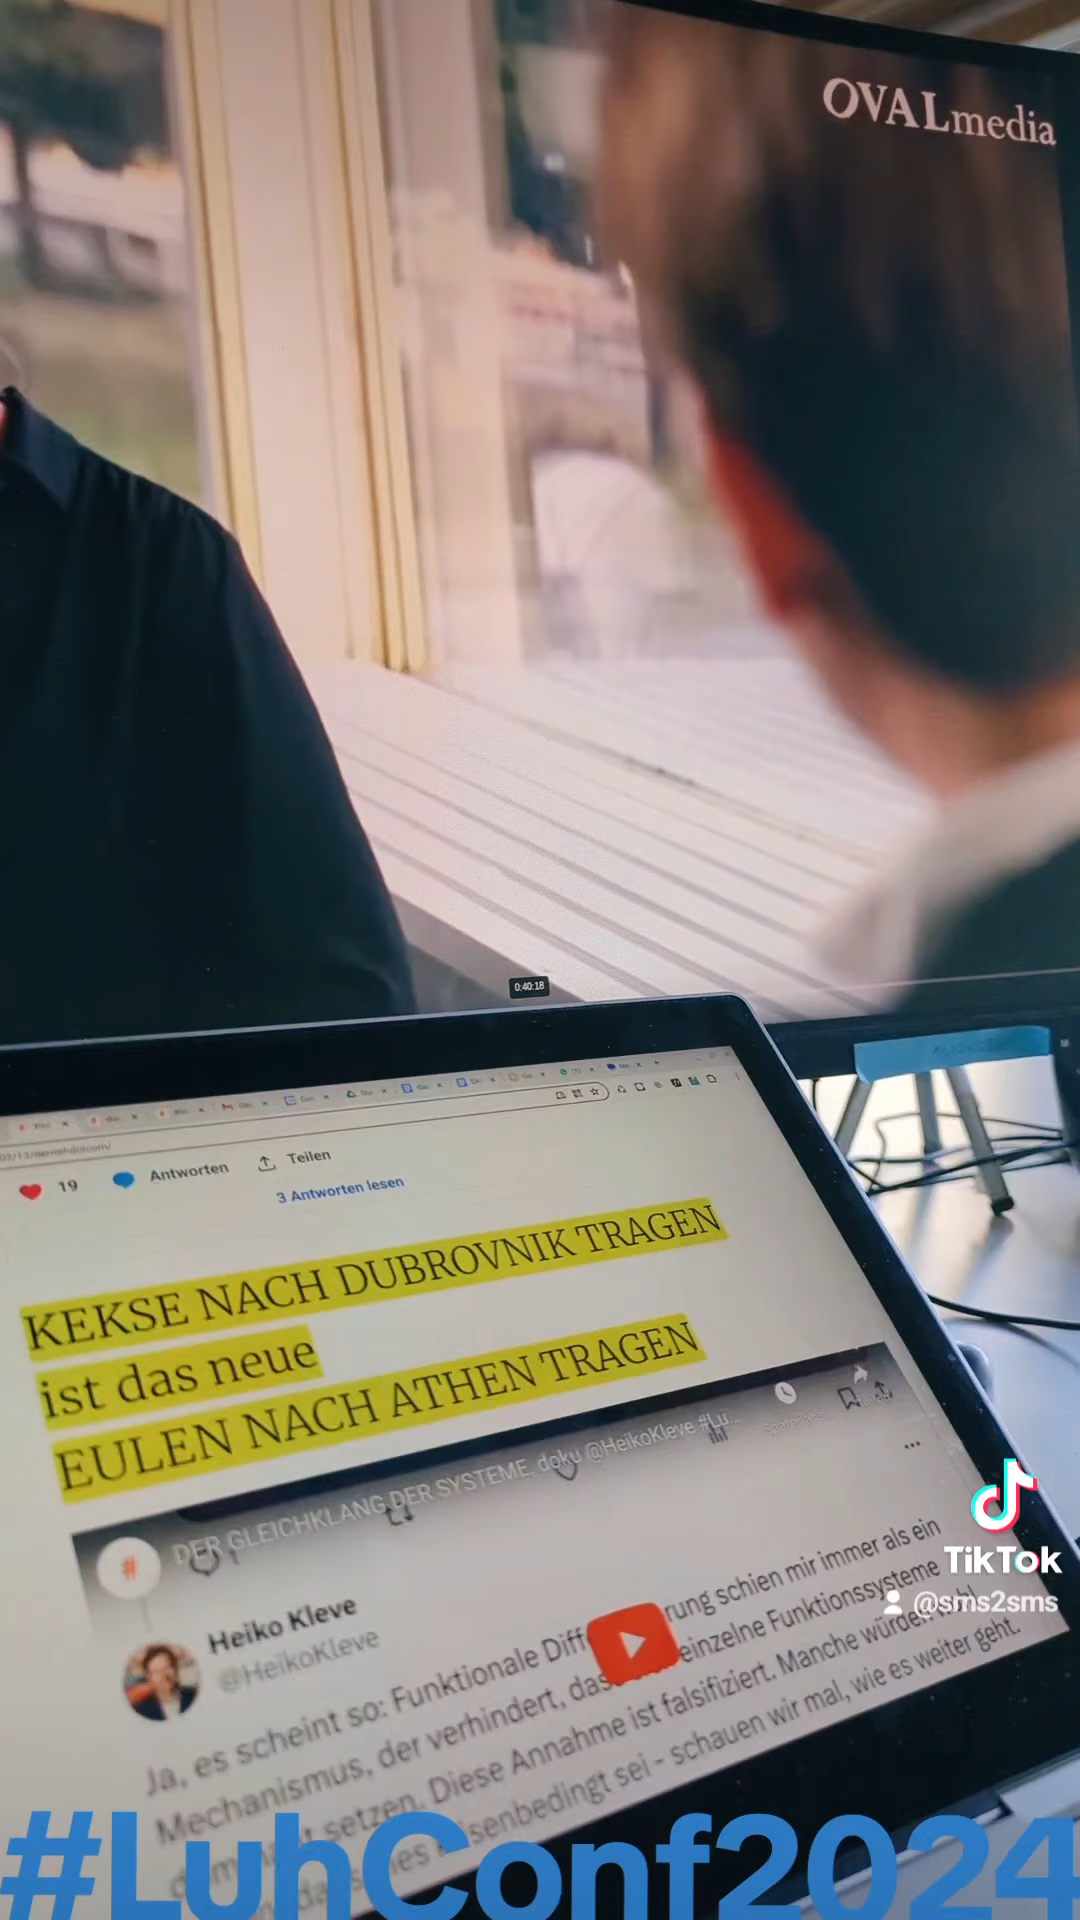 OVALmedia
0:40:18
19 Antworten Teilen
3 Antworten lesen
KEKSE NACH DUBROVNIK TRAGEN
ist das neue
EULEN NACH ATHEN TRAGEN
DER GLEICHKLANG DER SYSTEME. doku @HeikoKleve #Lu...
#
Heiko Kleve
@HeikoKleve
Ja, es scheint so: Funktionale Diff rung schien mir immer als ein
Mechanismus, der verhindert, das einzelne Funktionssysteme
setzen. Diese Annahme ist falsifiziert. Manche würden
sei - schauen wir mal, wie es weiter geht.
TikTok
@sms2sms
#LuhConf2024